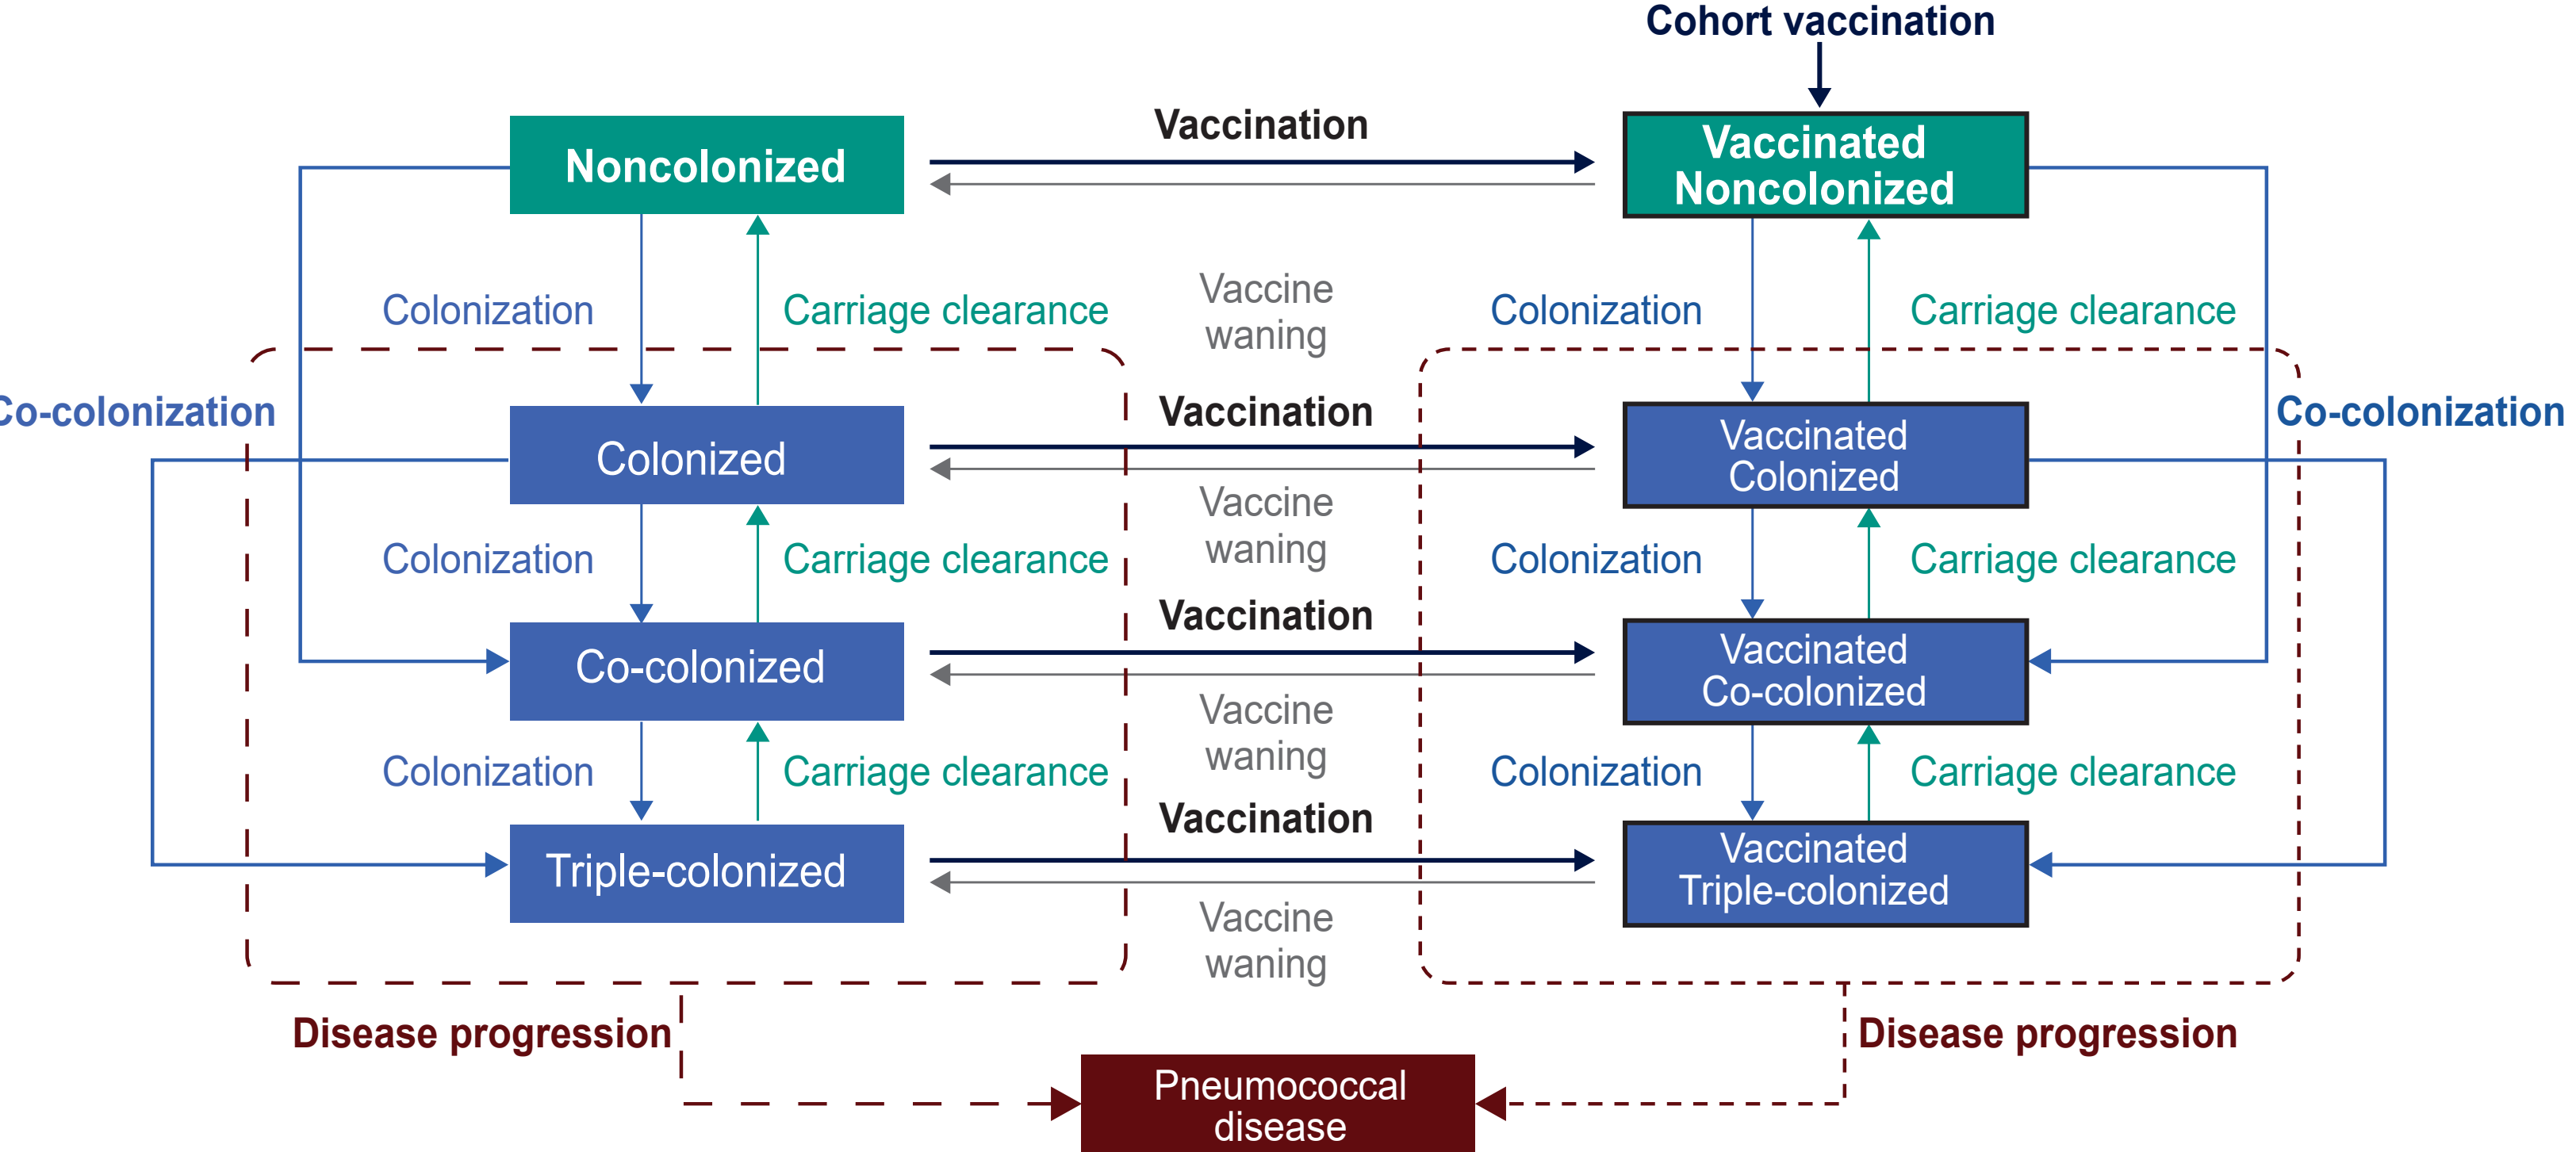 Cohort vaccination
Noncolonized
Vaccination
Vaccinated
Noncolonized
Colonization
Carriage clearance
Vaccine
waning
Colonization
Carriage clearance
Co-colonization
Colonized
Vaccination
Vaccinated
Colonized
Co-colonization
Colonization
Carriage clearance
Vaccine
waning
Colonization
Carriage clearance
Co-colonized
Vaccination
Vaccinated
Co-colonized
Colonization
Carriage clearance
Vaccine
waning
Colonization
Carriage clearance
Triple-colonized
Vaccination
Vaccinated
Triple-colonized
Vaccine
waning
Disease progression
Disease progression
Pneumococcal
disease